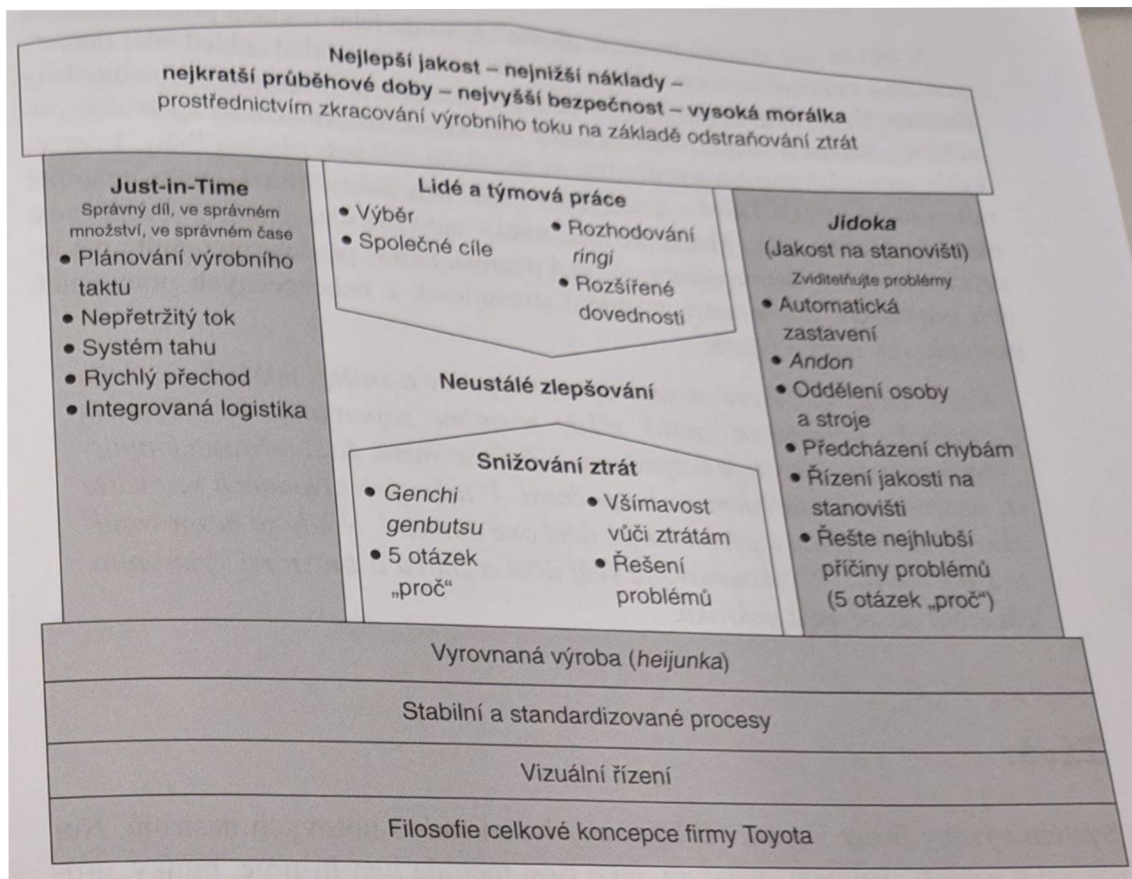 Nejlepší jakost – nejnižší náklady –
nejkratší průběhové doby – nejvyšší bezpečnost – vysoká morálka
prostřednictvím zkracování výrobního toku na základě odstraňování ztrát
Just-in-Time
Správný díl, ve správném
množství, ve správném čase
• Plánování výrobního
taktu
• Nepřetržitý tok
• Systém tahu
• Rychlý přechod
• Integrovaná logistika
Lidé a týmová práce
• Výběr
• Společné cíle
• Rozhodování
ringi
• Rozšířené
dovednosti
Neustálé zlepšování
Snižování ztrát
• Genchi
genbutsu
• 5 otázek
„proč“
• Všímavost
vůči ztrátám
• Řešení
problémů
Jidoka
(Jakost na stanovišti)
Zviditelňujte problémy
• Automatická
zastavení
• Andon
• Oddělení osoby
a stroje
• Předcházení chybám
• Řízení jakosti na
stanovišti
• Řešte nejhlubší
příčiny problémů
(5 otázek „proč“)
Vyrovnaná výroba (heijunka)
Stabilní a standardizované procesy
Vizuální řízení
Filosofie celkové koncepce firmy Toyota